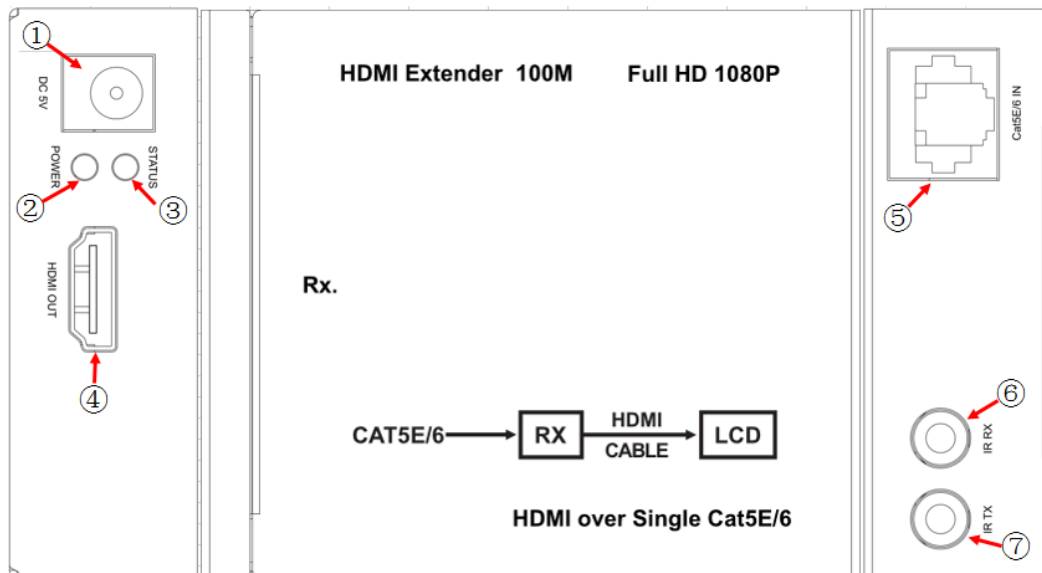 ①
DC 5V
POWER
STATUS
②
③
HDMI OUT
④
HDMI Extender 100M Full HD 1080P
Rx.
CAT5E/6
RX
HDMI
CABLE
LCD
HDMI over Single Cat5E/6
Cat5E/6 IN
⑤
⑥
IR RX
IR TX
⑦